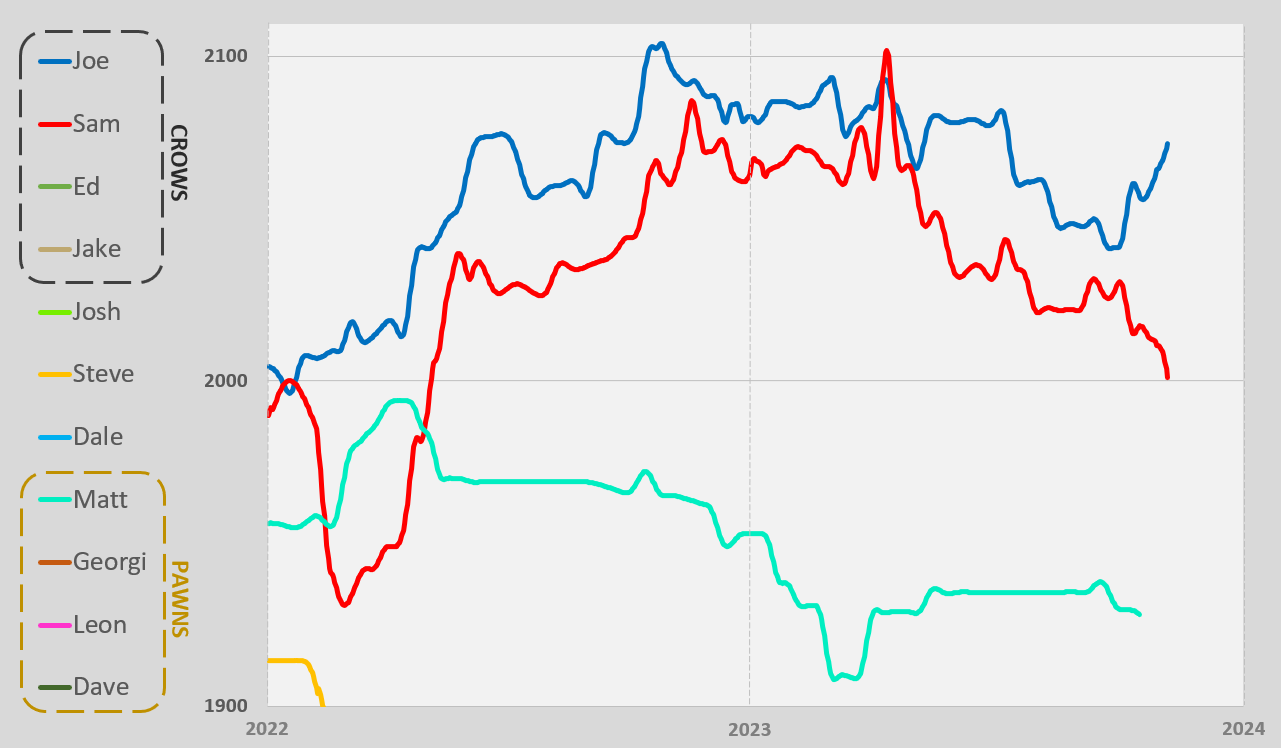 Joe
Sam
Ed
Jake
CROWS
Josh
Steve
Dale
Matt
Georgi
Leon
Dave
PAWNS
2100
2000
1900
2022
2023
2024